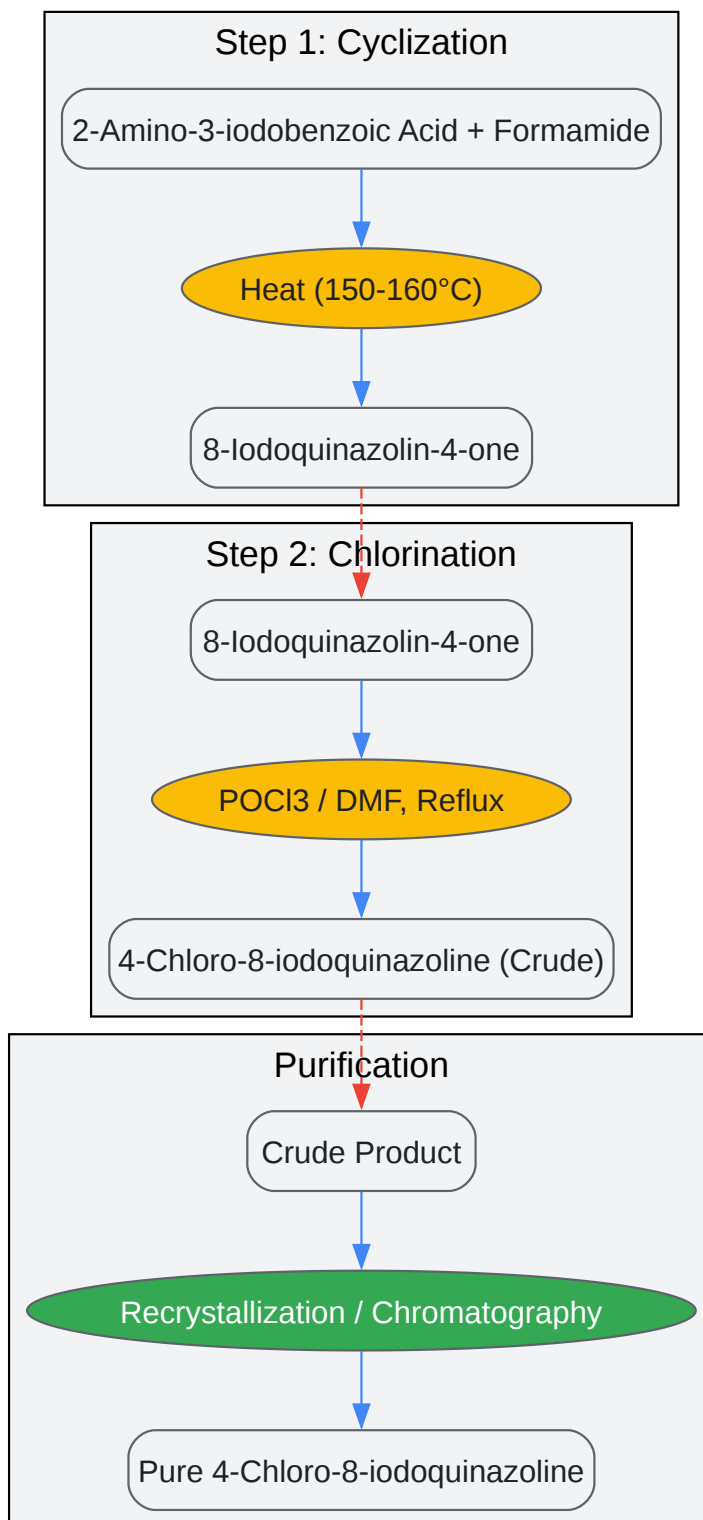 Step 1: Cyclization
2-Amino-3-iodobenzoic Acid + Formamide
Heat (150-160°C)
8-Iodoquinazolin-4-one
Step 2: Chlorination
8-Iodoquinazolin-4-one
POCl3 / DMF, Reflux
4-Chloro-8-iodoquinazoline (Crude)
Purification
Crude Product
Recrystallization / Chromatography
Pure 4-Chloro-8-iodoquinazoline